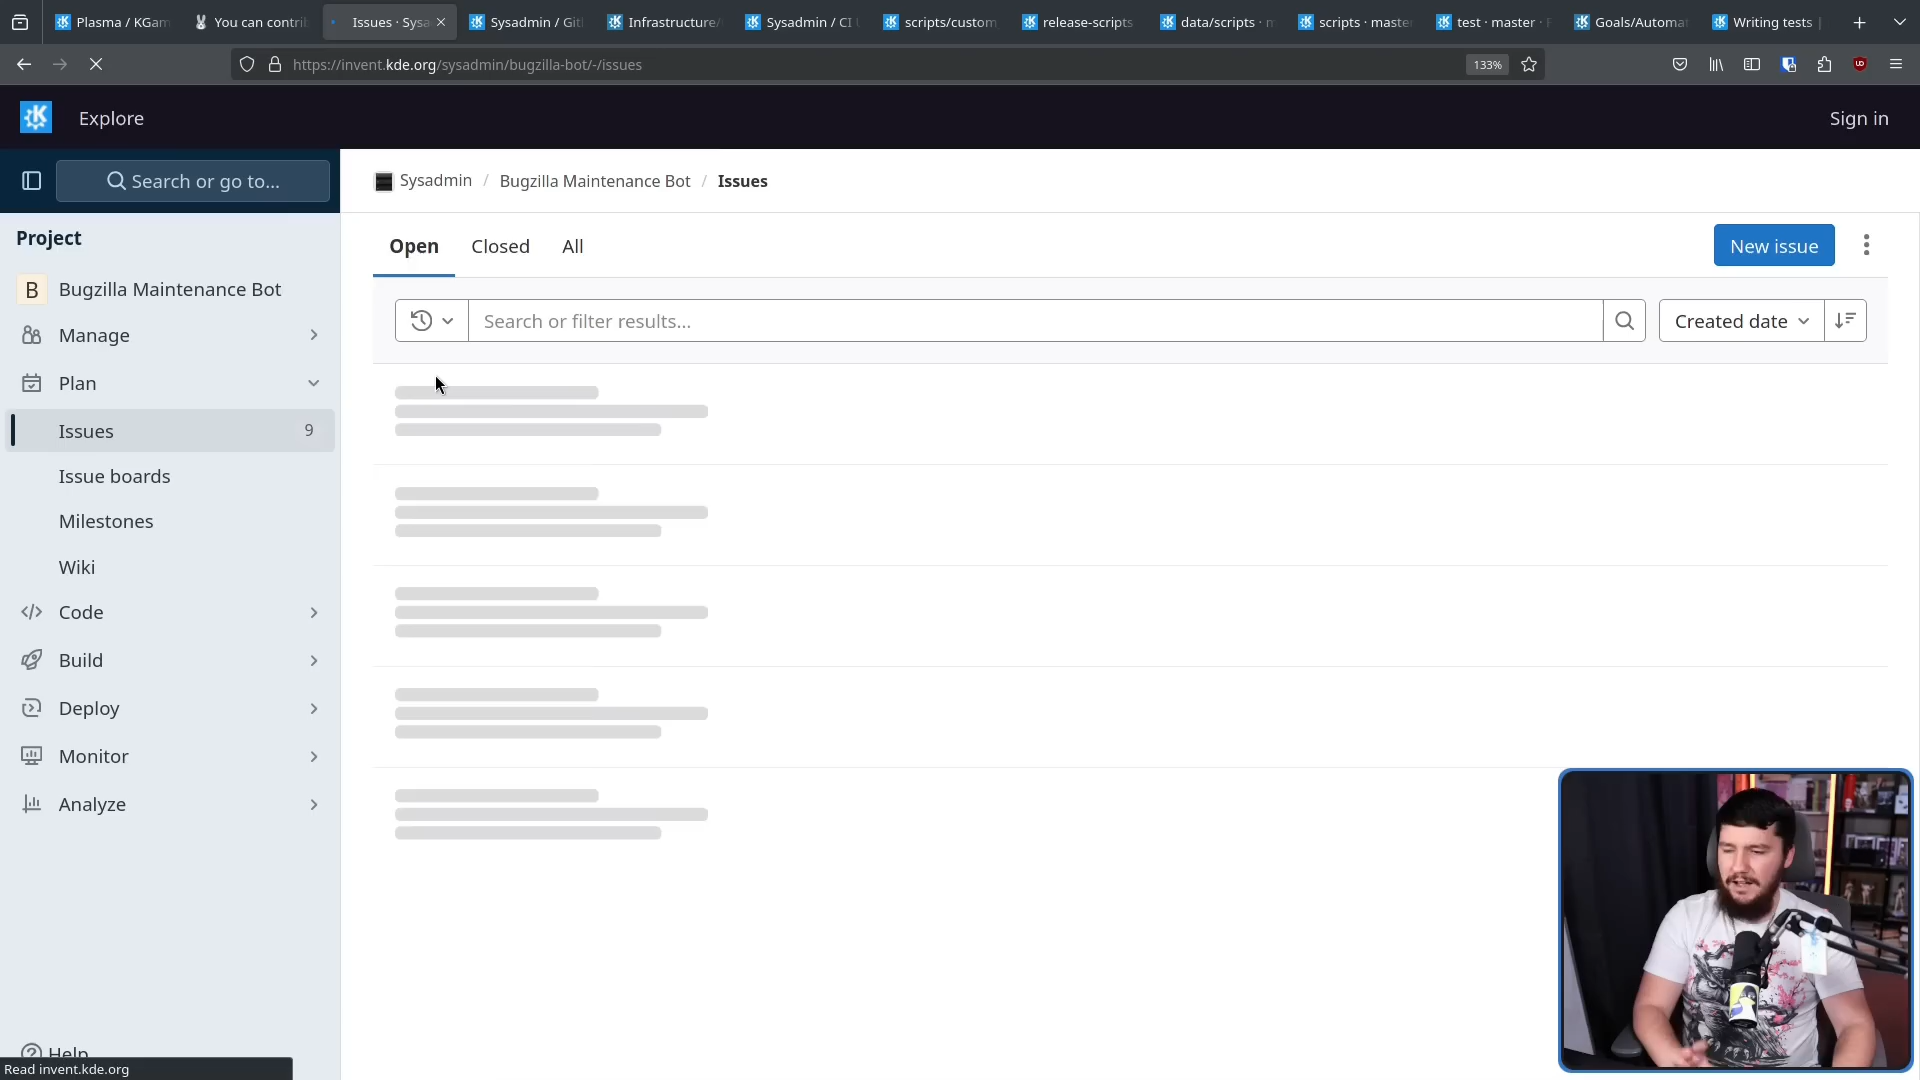 Plasma / KGam
You can contri
Issues · Sysa
Sysadmin / Git
Infrastructure/
Sysadmin / CI
scripts/custom
release-scripts
data/scripts · m
scripts · maste
test · master ·
Goals/Automa
Writing tests |
https://invent.kde.org/sysadmin/bugzilla-bot/-/issues
133%
Explore
Sign in
Search or go to...
Sysadmin / Bugzilla Maintenance Bot / Issues
Project
Open
Closed
All
New issue
B
Bugzilla Maintenance Bot
Search or filter results...
Created date
Manage
Plan
Issues 9
Issue boards
Milestones
Wiki
Code
Build
Deploy
Monitor
Analyze
Help
Read invent.kde.org